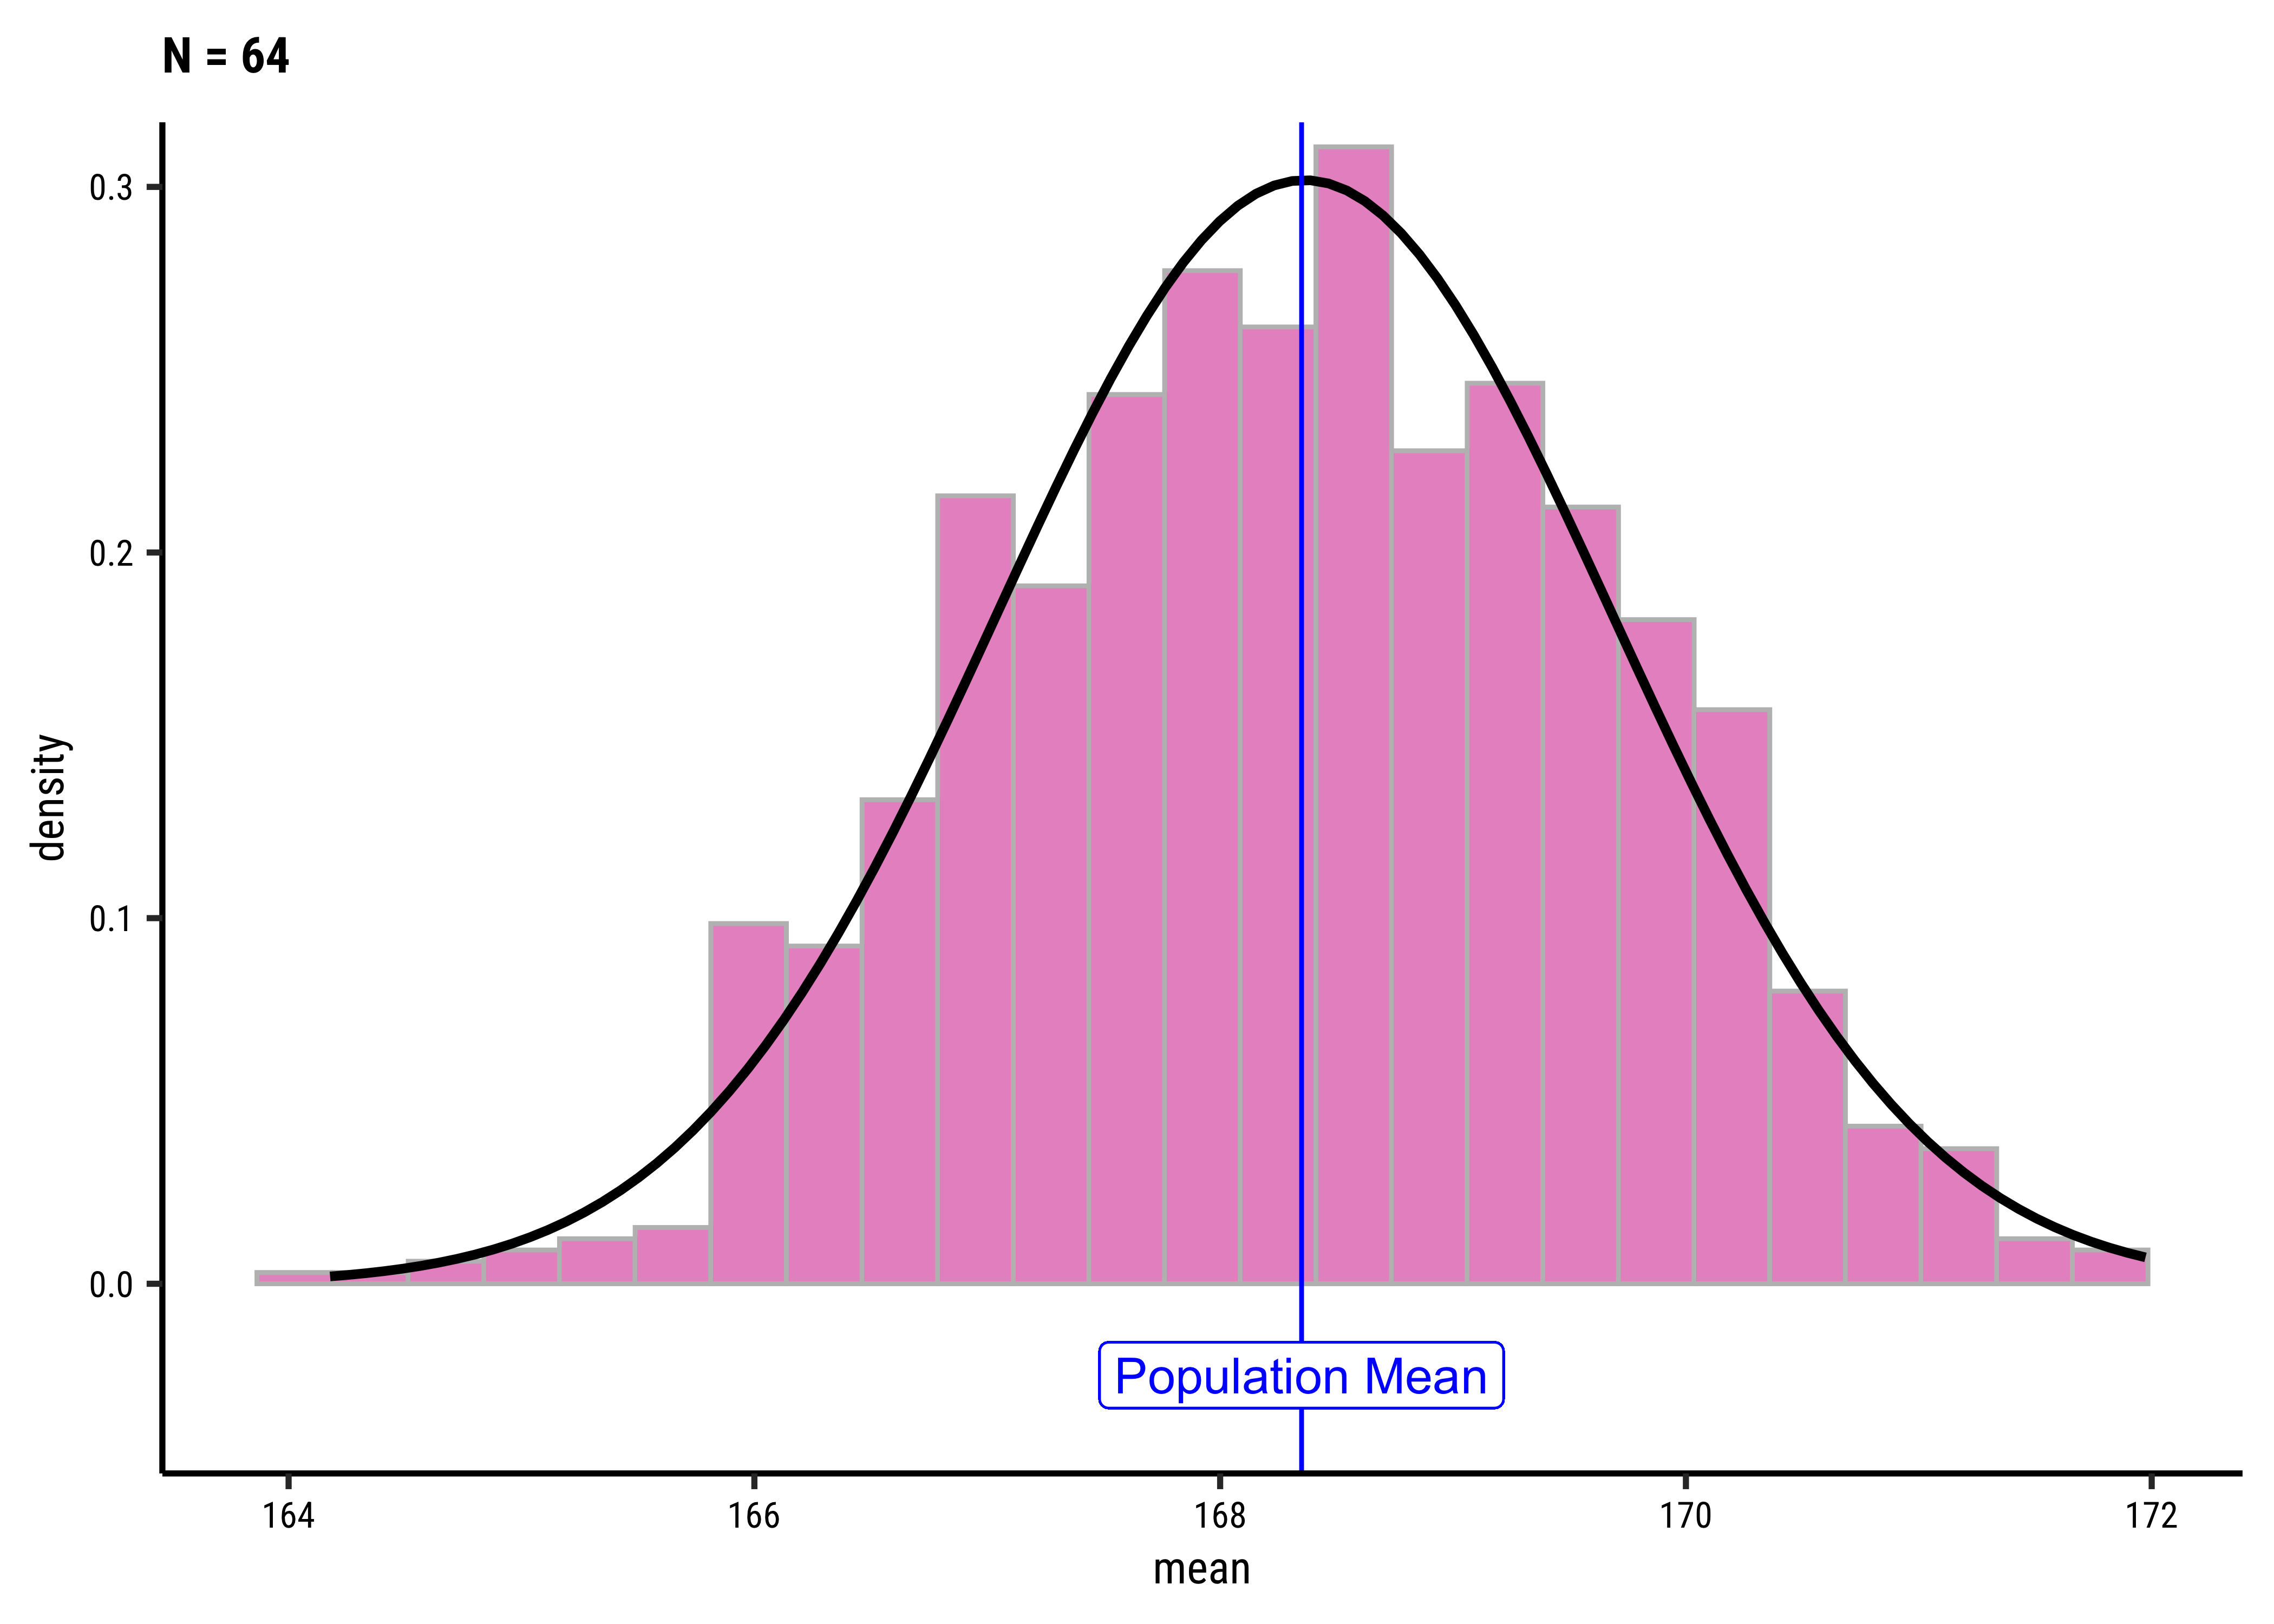 N = 64
0.3
0.2
0.1
0.0
density
Population Mean
164 166 168 170 172
mean